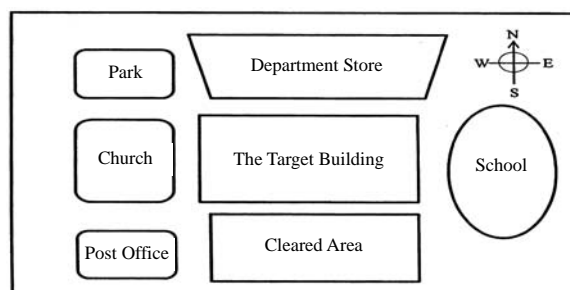 Park
Department Store
N
W E
S
Church
The Target Building
School
Post Office
Cleared Area